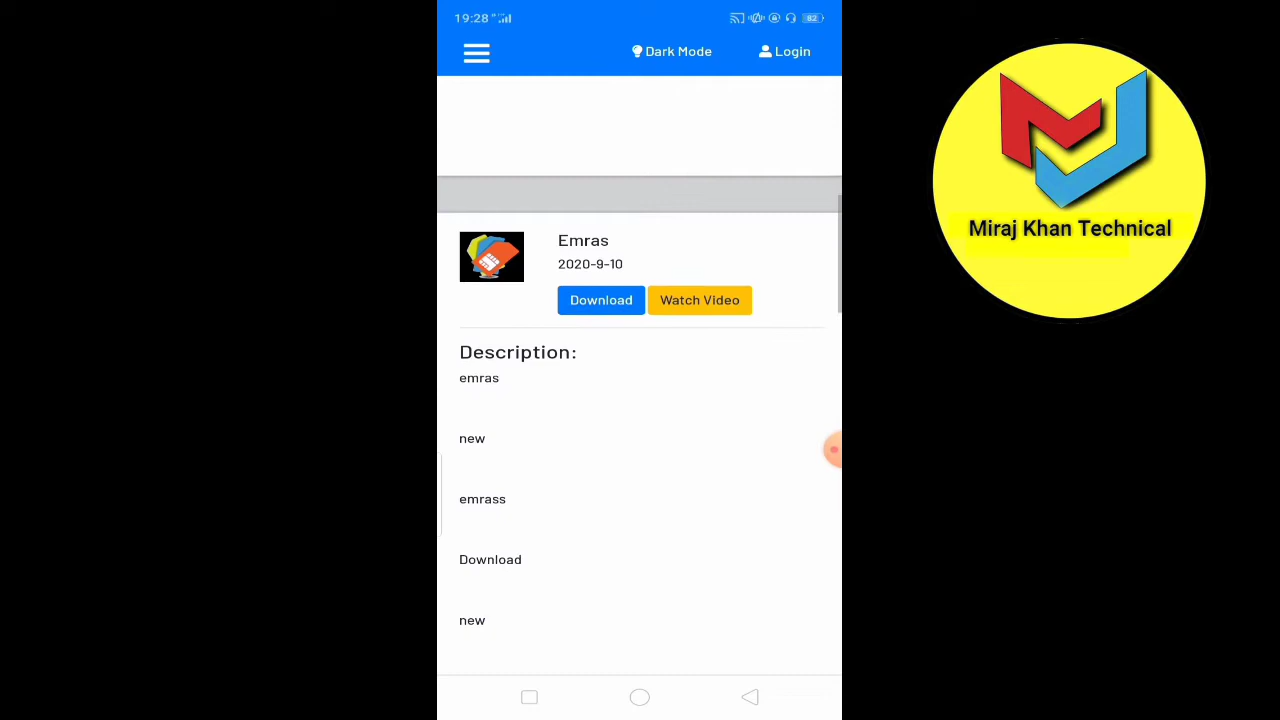 19:28
82
Dark Mode
Login
Emras
2020-9-10
Download
Watch Video
Description:
emras
new
emrass
Download
new
Miraj Khan Technical